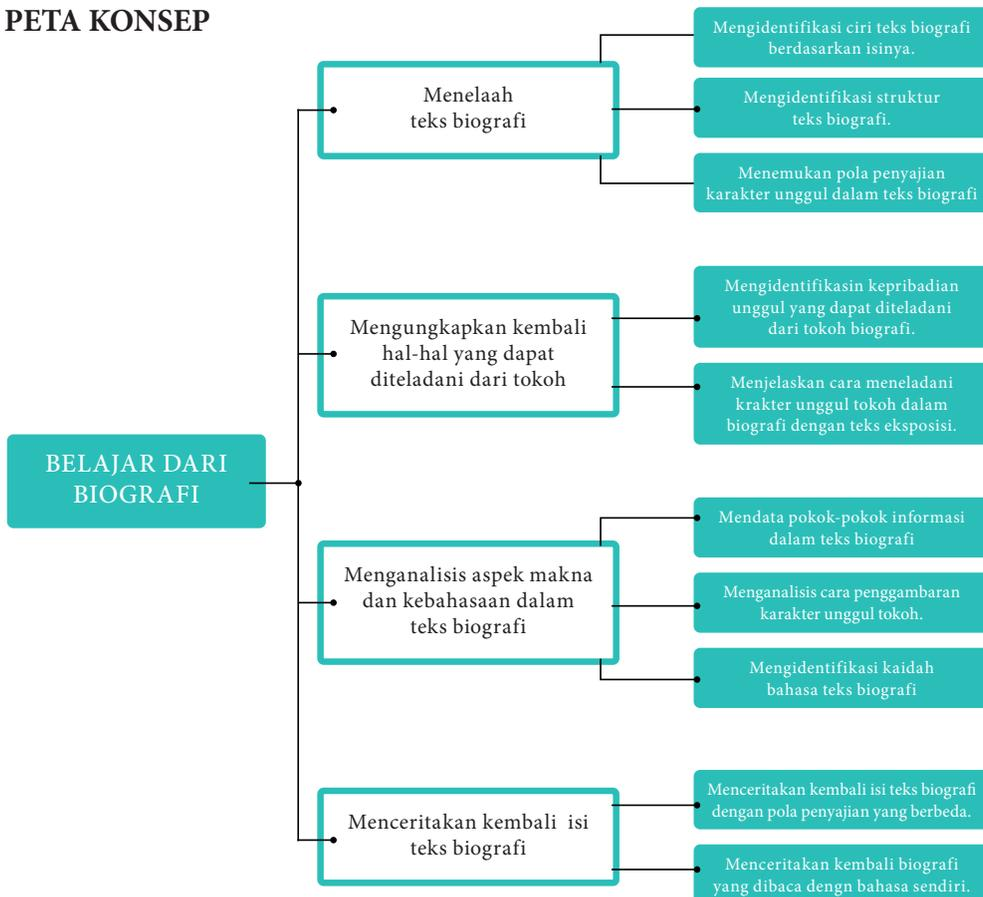 PETA KONSEP
BELAJAR DARI
BIOGRAFI
Menelaah
teks biografi
Mengidentifikasi ciri teks biografi
berdasarkan isinya.
Mengidentifikasi struktur
teks biografi.
Menemukan pola penyajian
karakter unggul dalam teks biografi
Mengungkapkan kembali
hal-hal yang dapat
diteladani dari tokoh
Mengidentifikasin kepribadian
unggul yang dapat diteladani
dari tokoh biografi.
Menjelaskan cara meneladani
krakter unggul tokoh dalam
biografi dengan teks eksposisi.
Menganalisis aspek makna
dan kebahasaan dalam
teks biografi
Mendata pokok-pokok informasi
dalam teks biografi
Menganalisis cara penggambaran
karakter unggul tokoh.
Mengidentifikasi kaidah
bahasa teks biografi
Menceritakan kembali isi
teks biografi
Menceritakan kembali isi teks biografi
dengan pola penyajian yang berbeda.
Menceritakan kembali biografi
yang dibaca dengn bahasa sendiri.